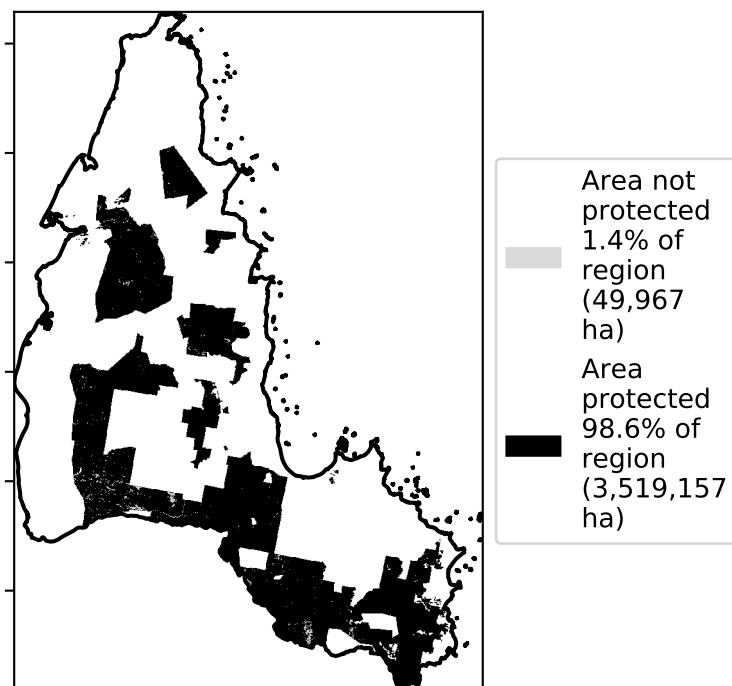 Area not
protected
1.4% of
region
(49,967
ha)
Area
protected
98.6% of
region
(3,519,157
ha)